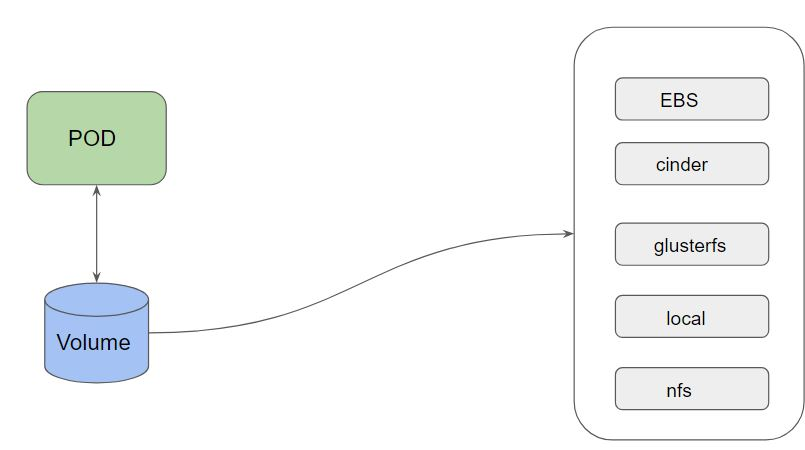 POD
Volume
EBS
cinder
glusterfs
local
nfs